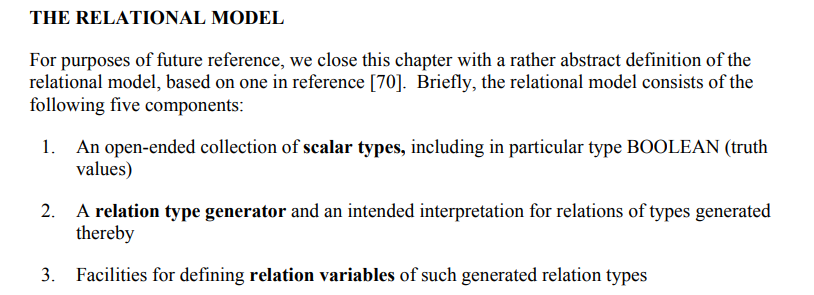 THE RELATIONAL MODEL
For purposes of future reference, we close this chapter with a rather abstract definition of the
relational model, based on one in reference [70].  Briefly, the relational model consists of the
following five components:
1. An open-ended collection of scalar types, including in particular type BOOLEAN (truth
values)
2. A relation type generator and an intended interpretation for relations of types generated
thereby
3. Facilities for defining relation variables of such generated relation types